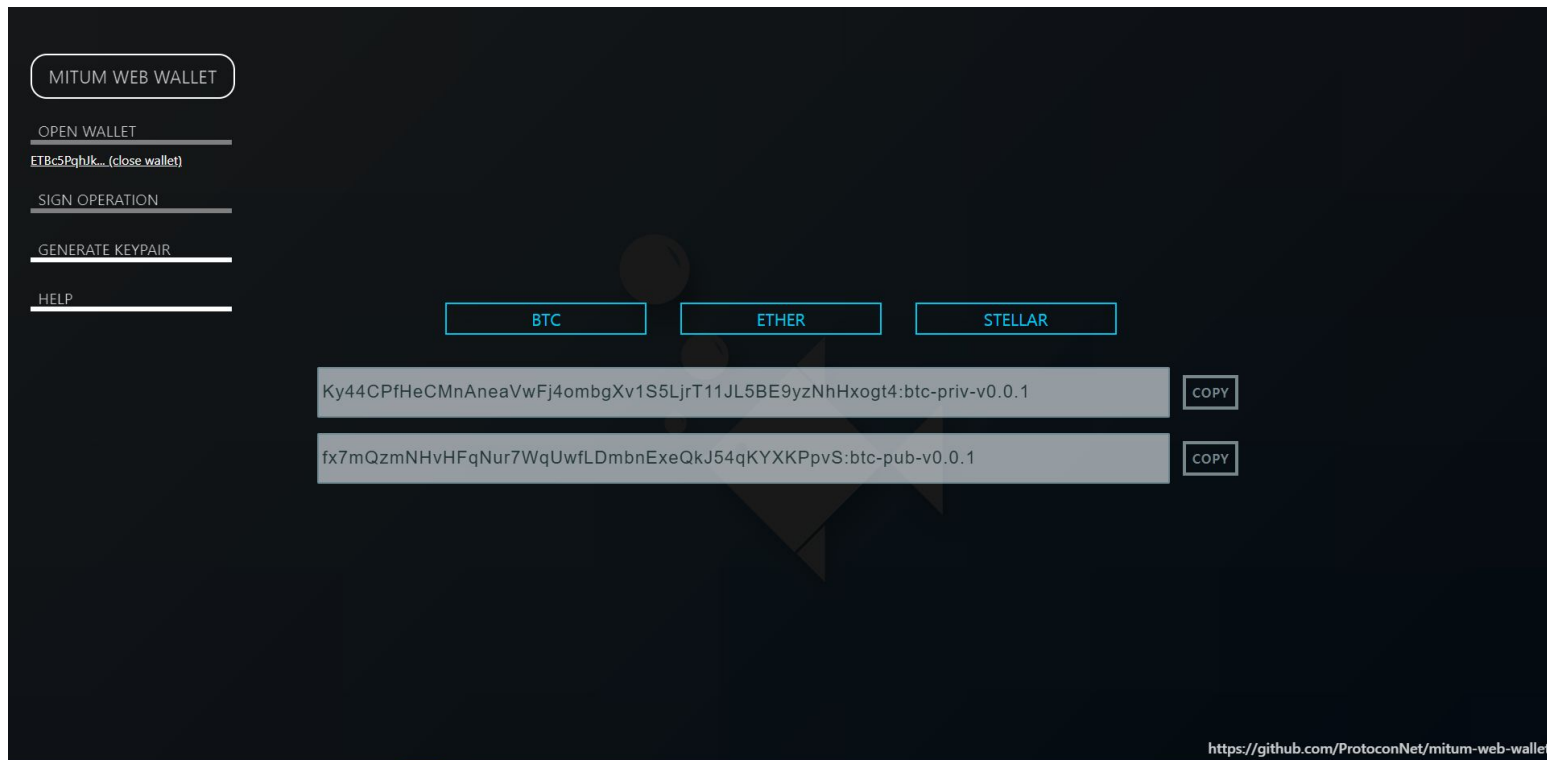 MITUM WEB WALLET
OPEN WALLET
ETBc5PqhJk... (close wallet)
SIGN OPERATION
GENERATE KEYPAIR
HELP
BTC ETHER STELLAR
Ky44CPfHeCMnAneaVwFj4ombgXv1S5LjrT11JL5BE9yzNhHxogt4:btc-priv-v0.0.1 COPY
fx7mQzmNHvHFqNur7WqUwfLDmbnExeQkJ54qKYXKPpvS:btc-pub-v0.0.1 COPY
https://github.com/ProtoconNet/mitum-web-wallet